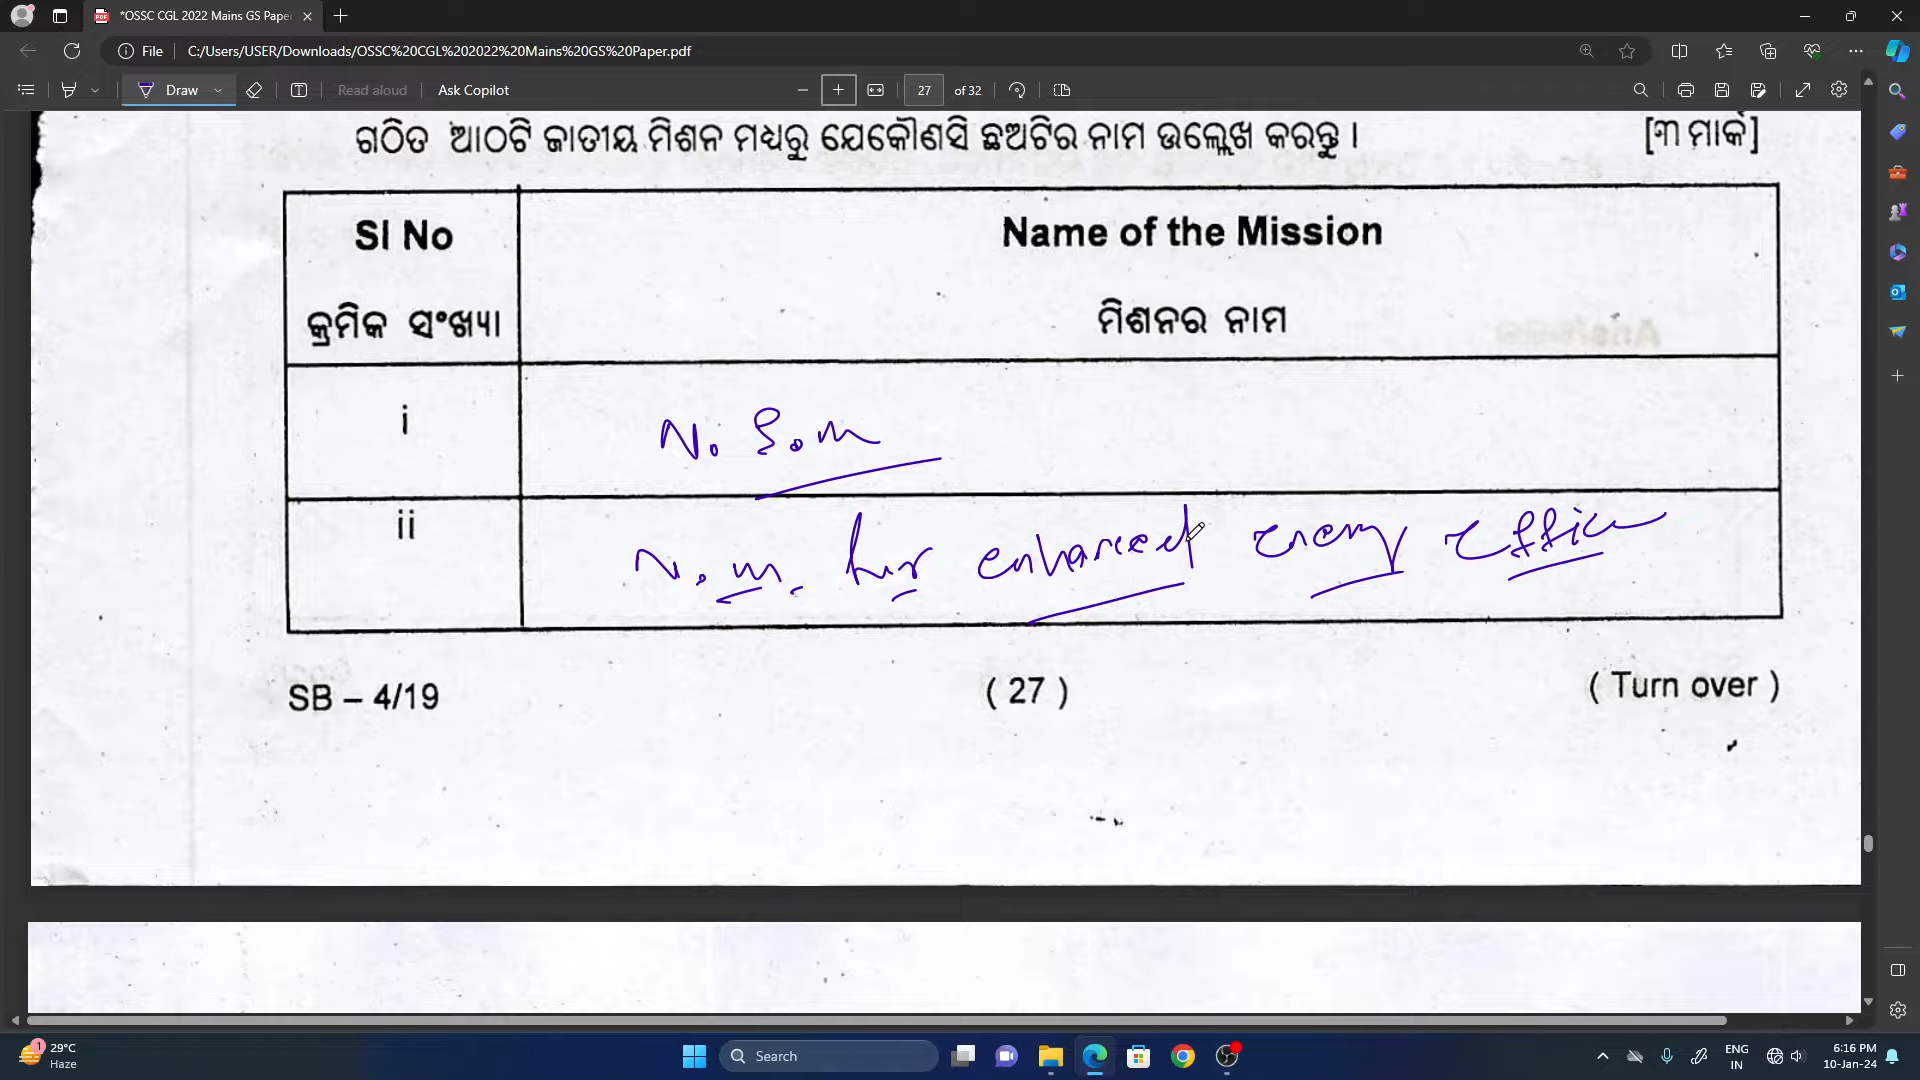 *OSSC CGL 2022 Mains GS Paper
File C:/Users/USER/Downloads/OSSC%20CGL%202022%20Mains%20GS%20Paper.pdf
Draw Read aloud Ask Copilot 27 of 32
ଗଠିତ ଆଠଟି ଜାତୀୟ ମିଶନ ମଧ୍ୟରୁ ଯେକୌଣସି ଛଅଟିର ନାମ ଉଲ୍ଲେଖ କରନ୍ତୁ । [୩ ମାର୍କ]
Sl No Name of the Mission
କ୍ରମିକ ସଂଖ୍ୟା ମିଶନର ନାମ
i N. S. m
ii N. m. for enhanced energy effici
SB – 4/19 ( 27 ) ( Turn over )
1 29°C
Haze
Search
ENG
IN
6:16 PM
10-Jan-24